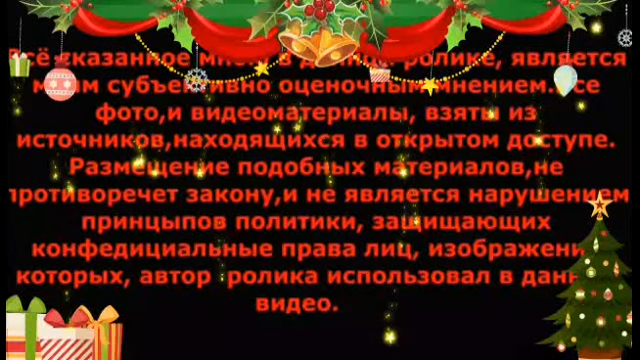 Всё сказанное мной в данном ролике, является
моим субъективно оценочным мнением.Все
фото,и видеоматериалы, взяты из
источников,находящихся в открытом доступе.
Размещение подобных материалов,не
противоречет закону,и не является нарушением
принцыпов политики, защищающих
конфедициальные права лиц, изображения
которых, автор ролика использовал в данном
видео.